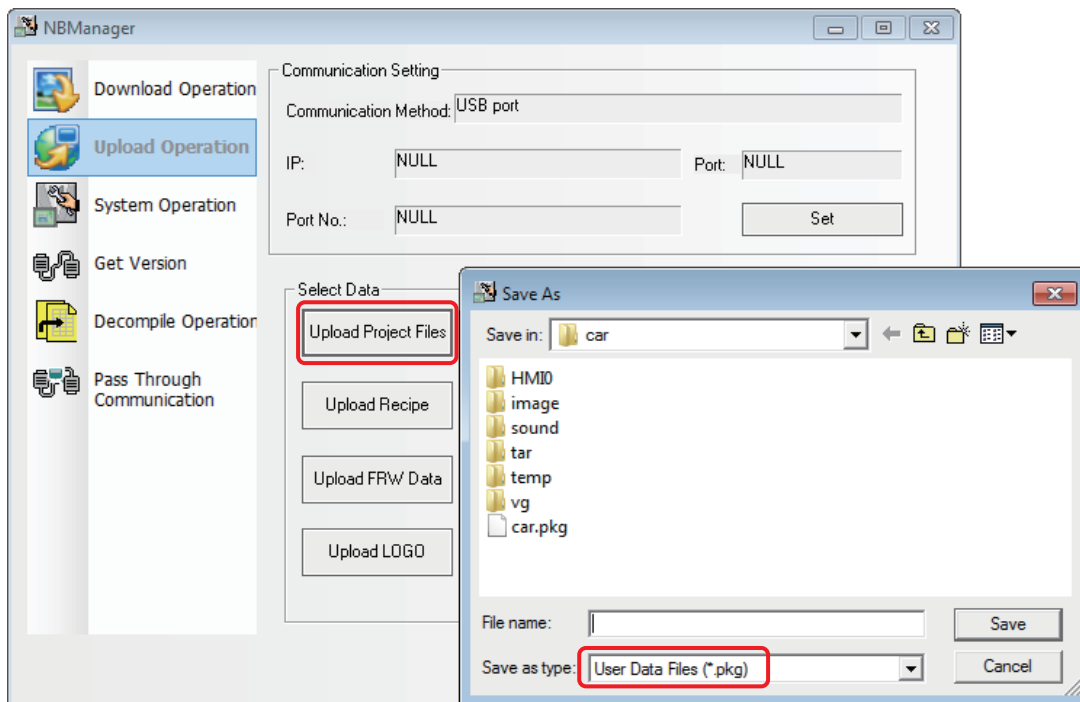 NBManager
Download Operation
Upload Operation
System Operation
Get Version
Decompile Operation
Pass Through
Communication
Communication Setting
Communication Method: USB port
IP: NULL
Port: NULL
Port No.: NULL
Set
Select Data
Upload Project Files
Upload Recipe
Upload FRW Data
Upload LOGO
Save As
Save in: car
HMI0
image
sound
tar
temp
vg
car.pkg
File name:
Save
Save as type: User Data Files (*.pkg)
Cancel